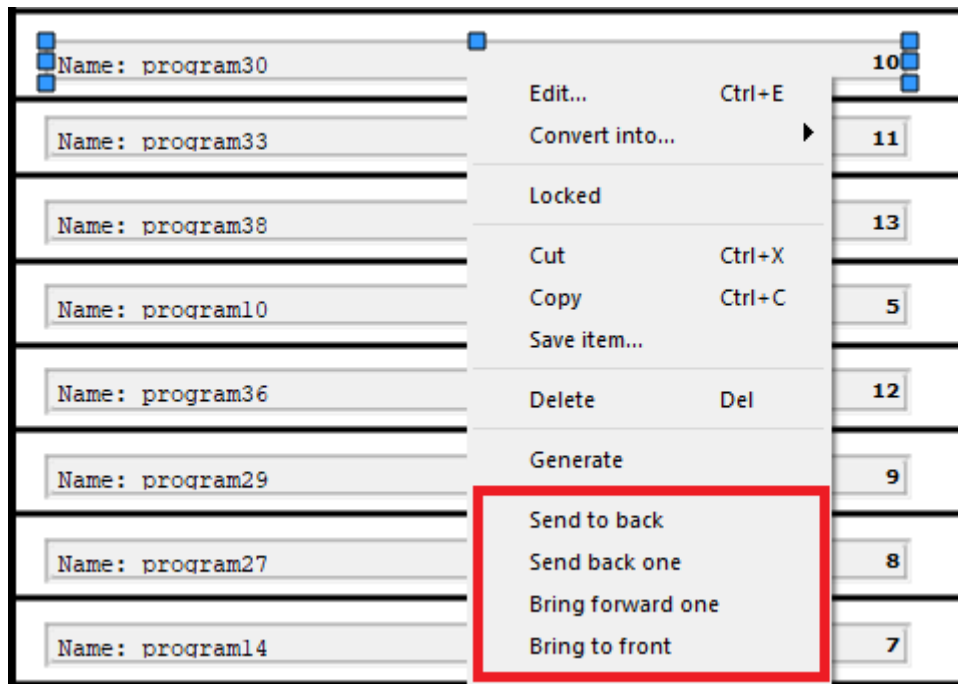 Name: program30 10
Edit... Ctrl+E
Convert into...
Name: program33 11
Locked
Name: program38 13
Cut Ctrl+X
Copy Ctrl+C
Name: program10 5
Save item...
Name: program36 12
Delete Del
Generate
Name: program29 9
Send to back
Send back one
Name: program27 8
Bring forward one
Bring to front
Name: program14 7